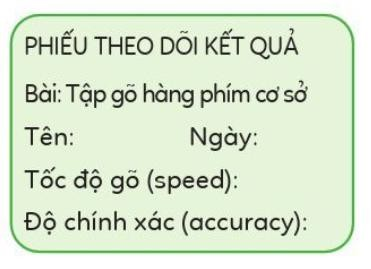 PHIẾU THEO DÕI KẾT QUẢ
Bài: Tập gõ hàng phím cơ sở
Tên: Ngày:
Tốc độ gõ (speed):
Độ chính xác (accuracy):